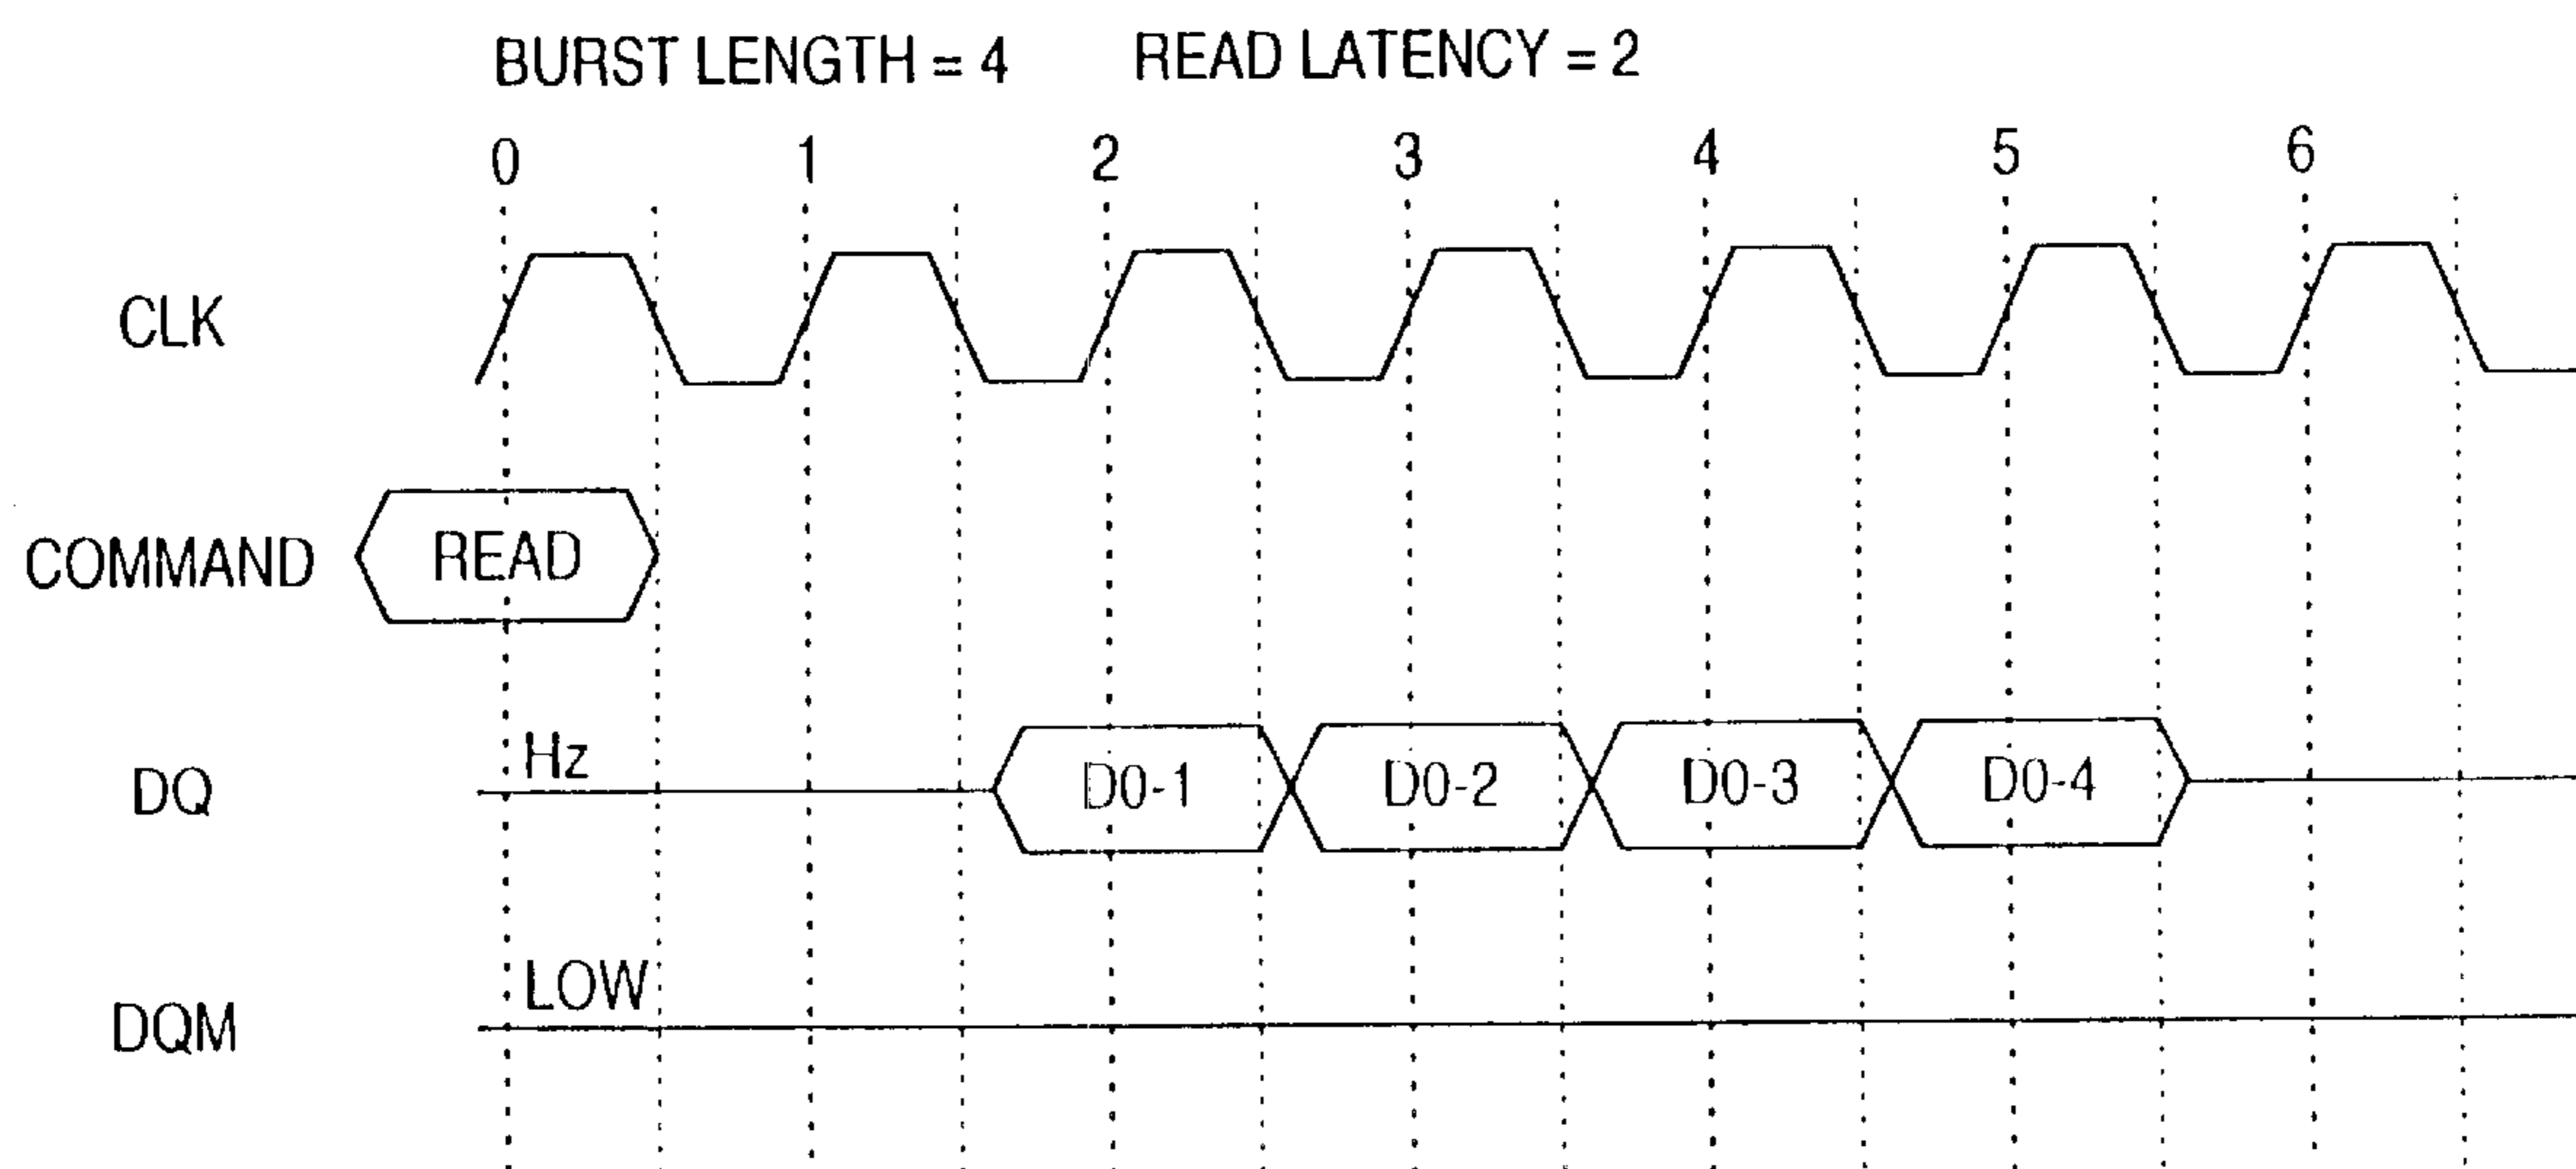 BURST LENGTH = 4 READ LATENCY = 2
0 1 2 3 4 5 6
CLK
COMMAND READ
DQ Hz D0-1 D0-2 D0-3 D0-4
DQM LOW